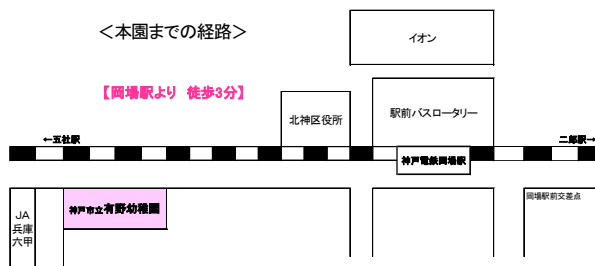 ＜本園までの経路＞
イオン
【岡場駅より 徒歩3分】
北神区役所
駅前バスロータリー
←五社駅
二郎駅→
神戸電鉄岡場駅
岡場駅前交差点
神戸市立有野幼稚園
JA
兵庫
六甲